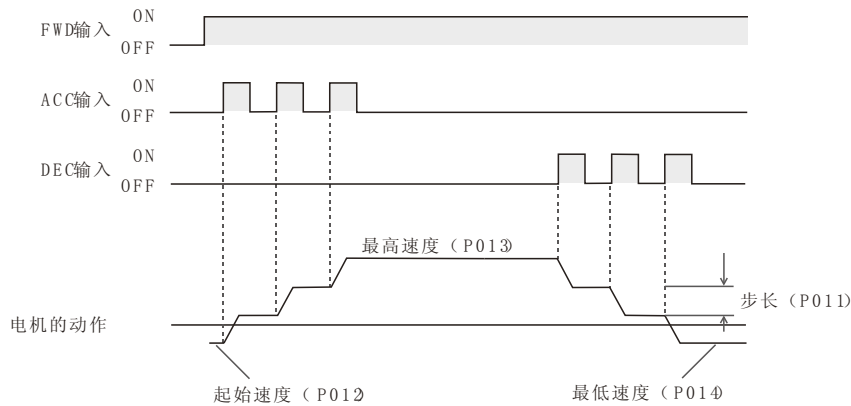 ON
FWD输入
OFF
ON
ACC输入
OFF
ON
DEC输入
OFF
最高速度（P013）
步长（P011）
电机的动作
起始速度（P012）
最低速度（P014）